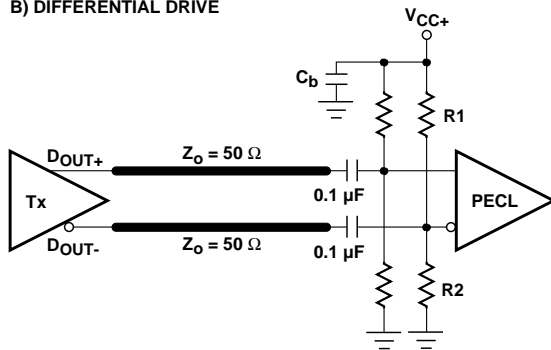 B) DIFFERENTIAL DRIVE
VCC+
Cb
R1
DOUT+
Zo = 50 Ω
0.1 µF
Tx
PECL
DOUT-
Zo = 50 Ω
0.1 µF
R2